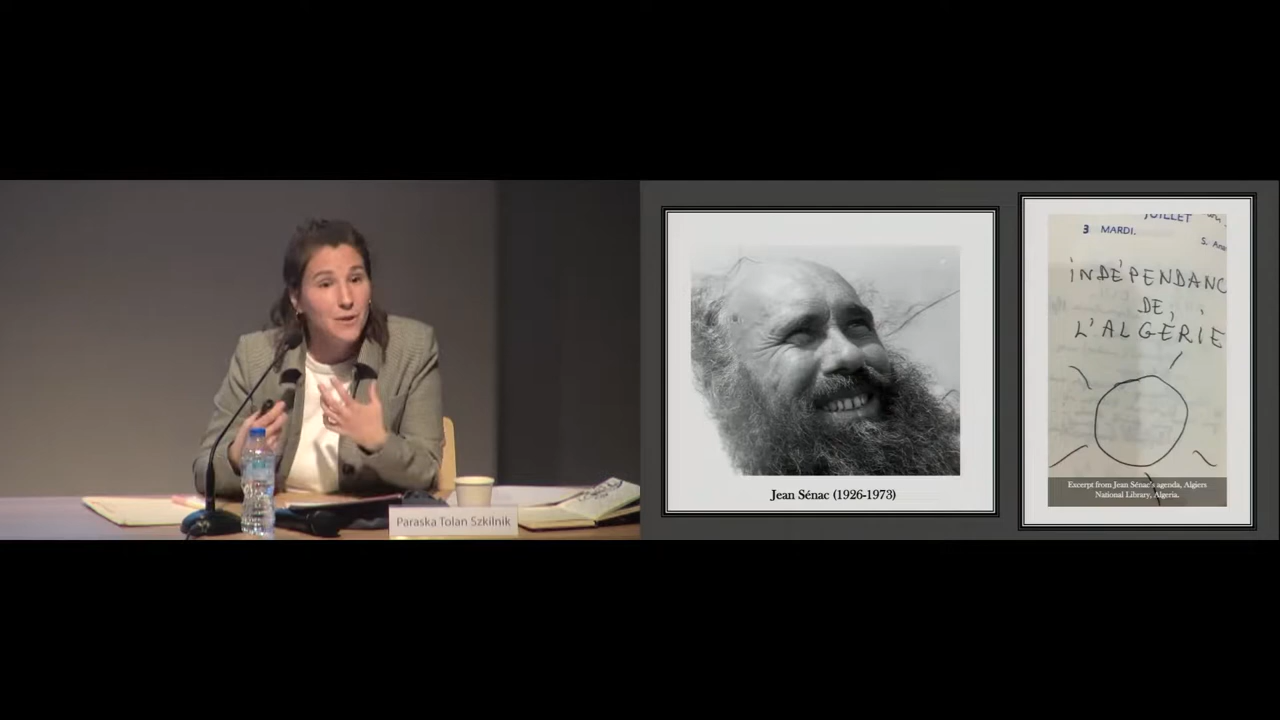 Paraska Tolan Szkilnik
Jean Sénac (1926-1973)
JUILLET
3 MARDI.
S. Ana
INDÉPENDANC
DE
L'ALGÉRIE
Excerpt from Jean Sénac's agenda, Algiers
National Library, Algeria.